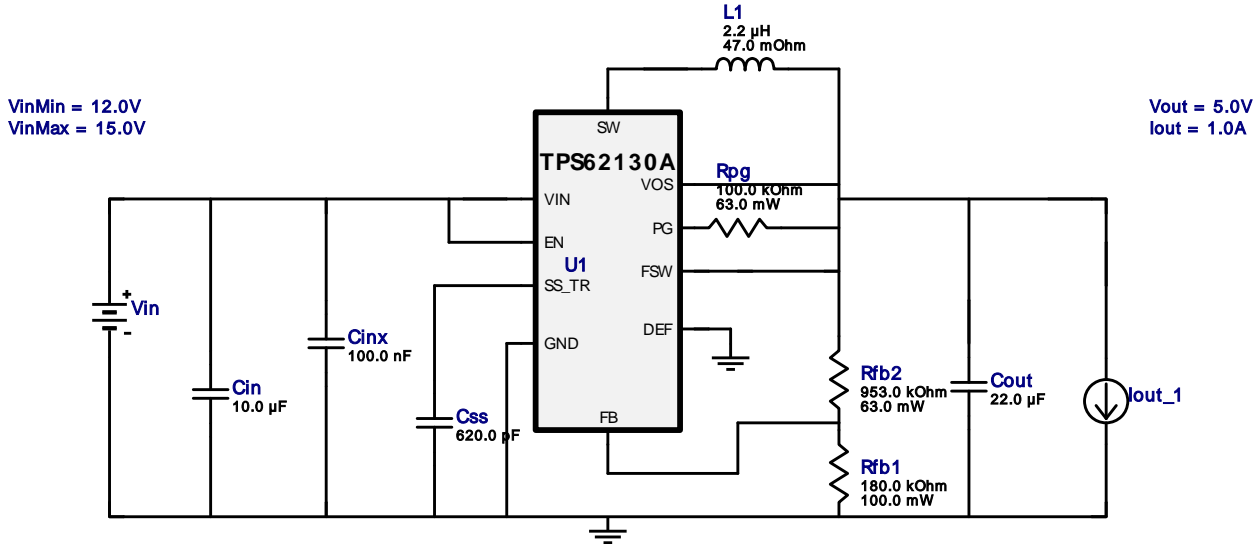 L1
2.2 µH
47.0 mOhm
VinMin = 12.0V
VinMax = 15.0V
Vout = 5.0V
Iout = 1.0A
SW
TPS62130A
Rpg
100.0 kOhm
63.0 mW
VOS
VIN
PG
EN
U1
FSW
SS_TR
+
Vin
-
DEF
Cinx
100.0 nF
GND
Rfb2
953.0 kOhm
63.0 mW
Cin
10.0 µF
Cout
22.0 µF
Iout_1
Css
620.0 pF
FB
Rfb1
180.0 kOhm
100.0 mW